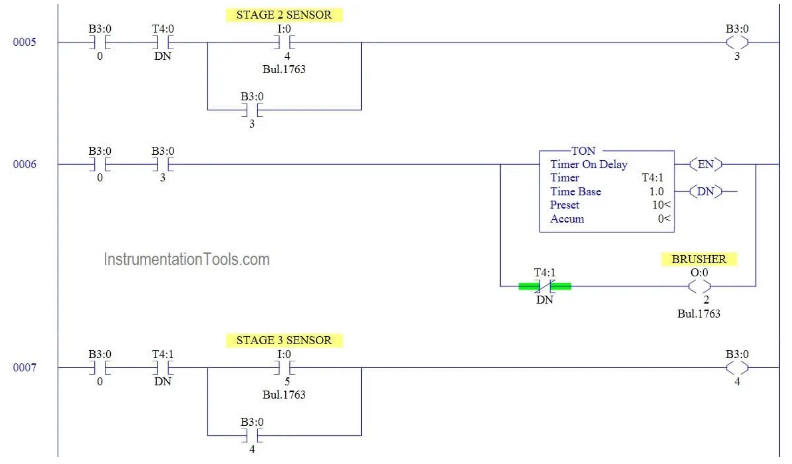 STAGE 2 SENSOR
B3:0 T4:0 I:0 B3:0
0005
0 DN 4 3
Bul.1763
B3:0
3
TON
B3:0 B3:0
0006
Timer On Delay EN
0 3
Timer T4:1
Time Base 1.0 DN
Preset 10<
Accum 0<
InstrumentationTools.com
BRUSHER
T4:1 O:0
DN 2
Bul.1763
STAGE 3 SENSOR
B3:0 T4:1 I:0 B3:0
0007
0 DN 5 4
Bul.1763
B3:0
4